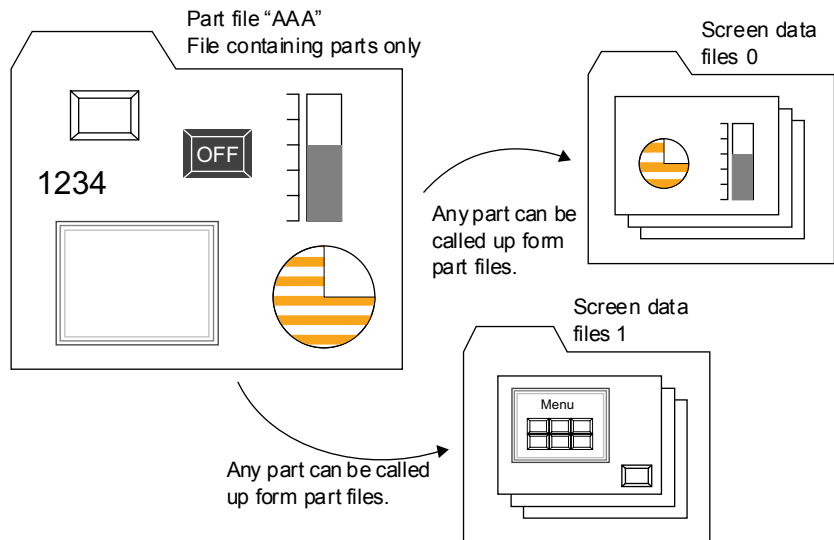 Part file “AAA”
File containing parts only
OFF
1234
Screen data
files 0
Any part can be
called up form
part files.
Screen data
files 1
Menu
Any part can be called
up form part files.